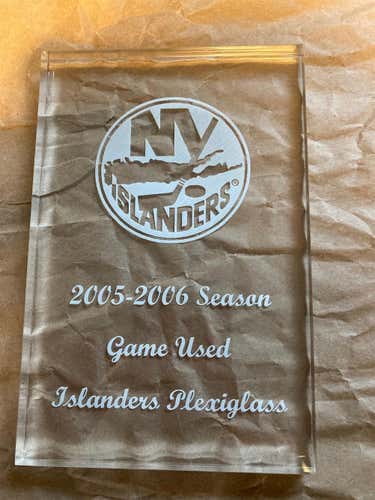 NY
ISLANDERS®
2005-2006 Season
Game Used
Islanders Plexiglass